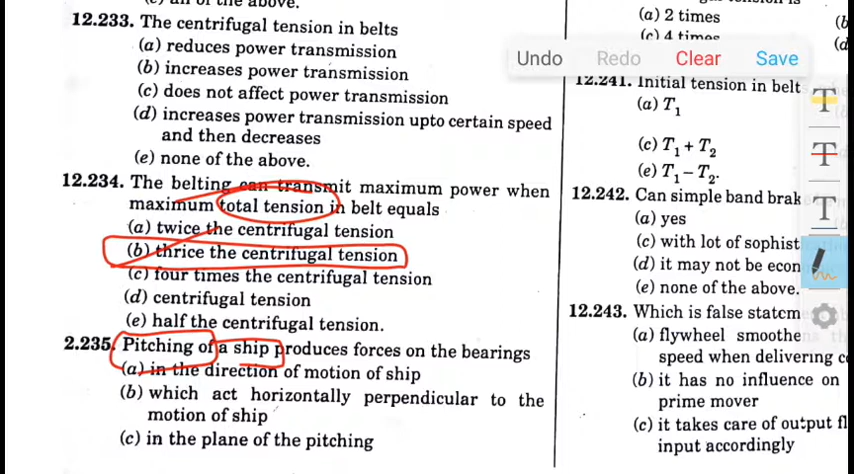 (e) all of the above.
12.233. The centrifugal tension in belts
(a) reduces power transmission
(b) increases power transmission
(c) does not affect power transmission
(d) increases power transmission upto certain speed
and then decreases
(e) none of the above.
12.234. The belting can transmit maximum power when
maximum total tension in belt equals
(a) twice the centrifugal tension
(b) thrice the centrifugal tension
(c) four times the centrifugal tension
(d) centrifugal tension
(e) half the centrifugal tension.
2.235. Pitching of a ship produces forces on the bearings
(a) in the direction of motion of ship
(b) which act horizontally perpendicular to the
motion of ship
(c) in the plane of the pitching
(a) 2 times
(b
(c) 4 times
(d
Undo Redo Clear Save
12.241. Initial tension in belt
(a) T₁
(c) T₁ + T₂
(e) T₁ – T₂.
12.242. Can simple band brak
(a) yes
(c) with lot of sophist
(d) it may not be econ
(e) none of the above.
12.243. Which is false statem
(a) flywheel smoothe
speed when delivering c
(b) it has no influence on
prime mover
(c) it takes care of output fl
input accordingly
T
T
T